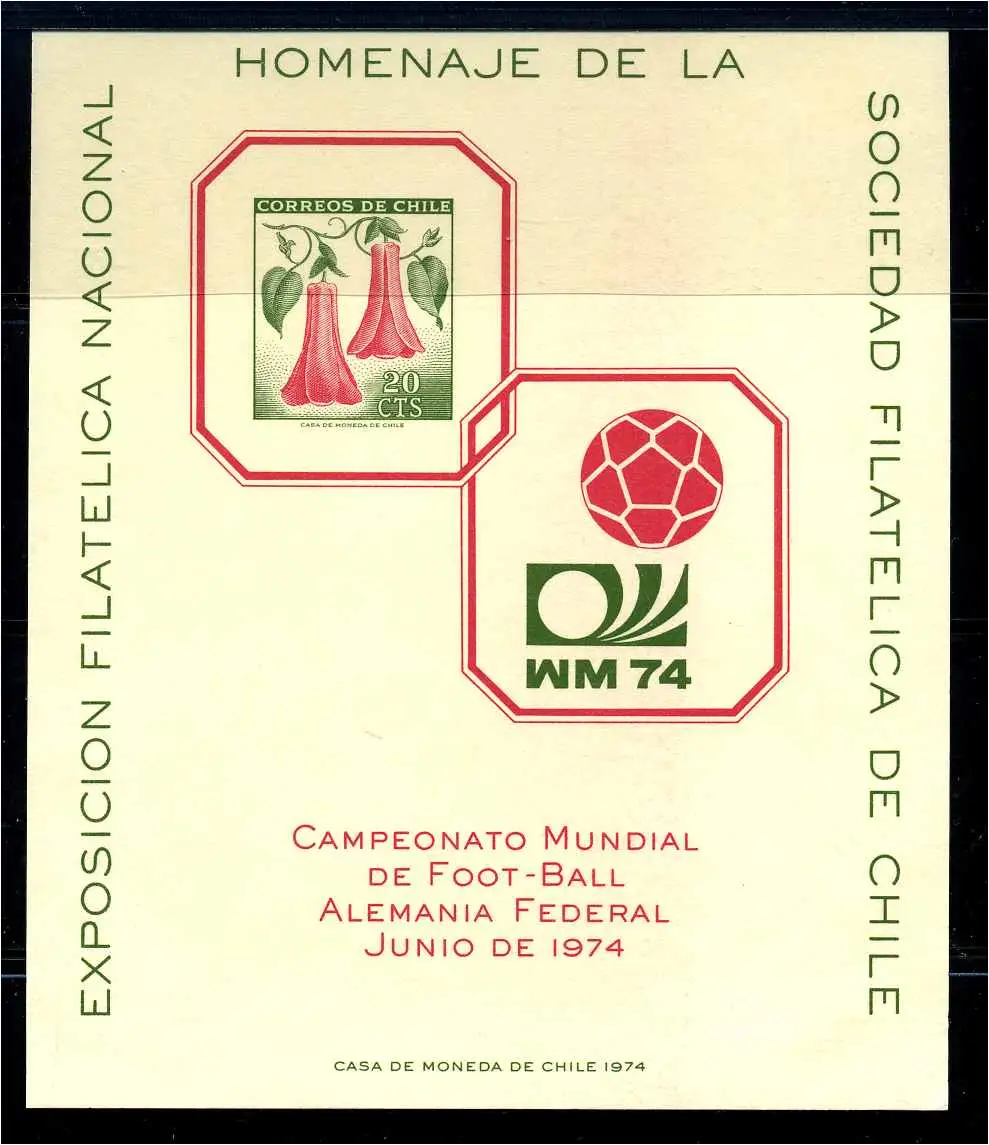 HOMENAJE DE LA
EXPOSICION FILATELICA NACIONAL
SOCIEDAD FILATELICA DE CHILE
CORREOS DE CHILE
20
CTS
CASA DE MONEDA DE CHILE
WM 74
CAMPEONATO MUNDIAL
DE FOOT-BALL
ALEMANIA FEDERAL
JUNIO DE 1974
CASA DE MONEDA DE CHILE 1974